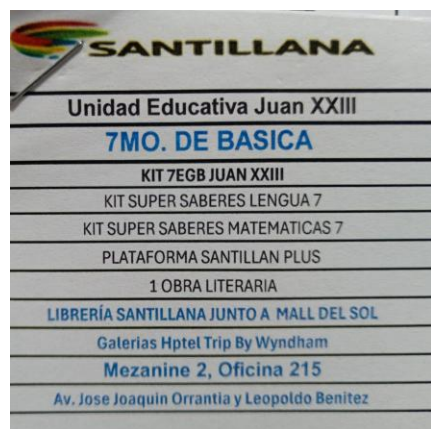 SANTILLANA
Unidad Educativa Juan XXIII
7MO. DE BASICA
KIT 7EGB JUAN XXIII
KIT SUPER SABERES LENGUA 7
KIT SUPER SABERES MATEMATICAS 7
PLATAFORMA SANTILLAN PLUS
1 OBRA LITERARIA
LIBRERÍA SANTILLANA JUNTO A MALL DEL SOL
Galerias Hptel Trip By Wyndham
Mezanine 2, Oficina 215
Av. Jose Joaquin Orrantia y Leopoldo Benitez